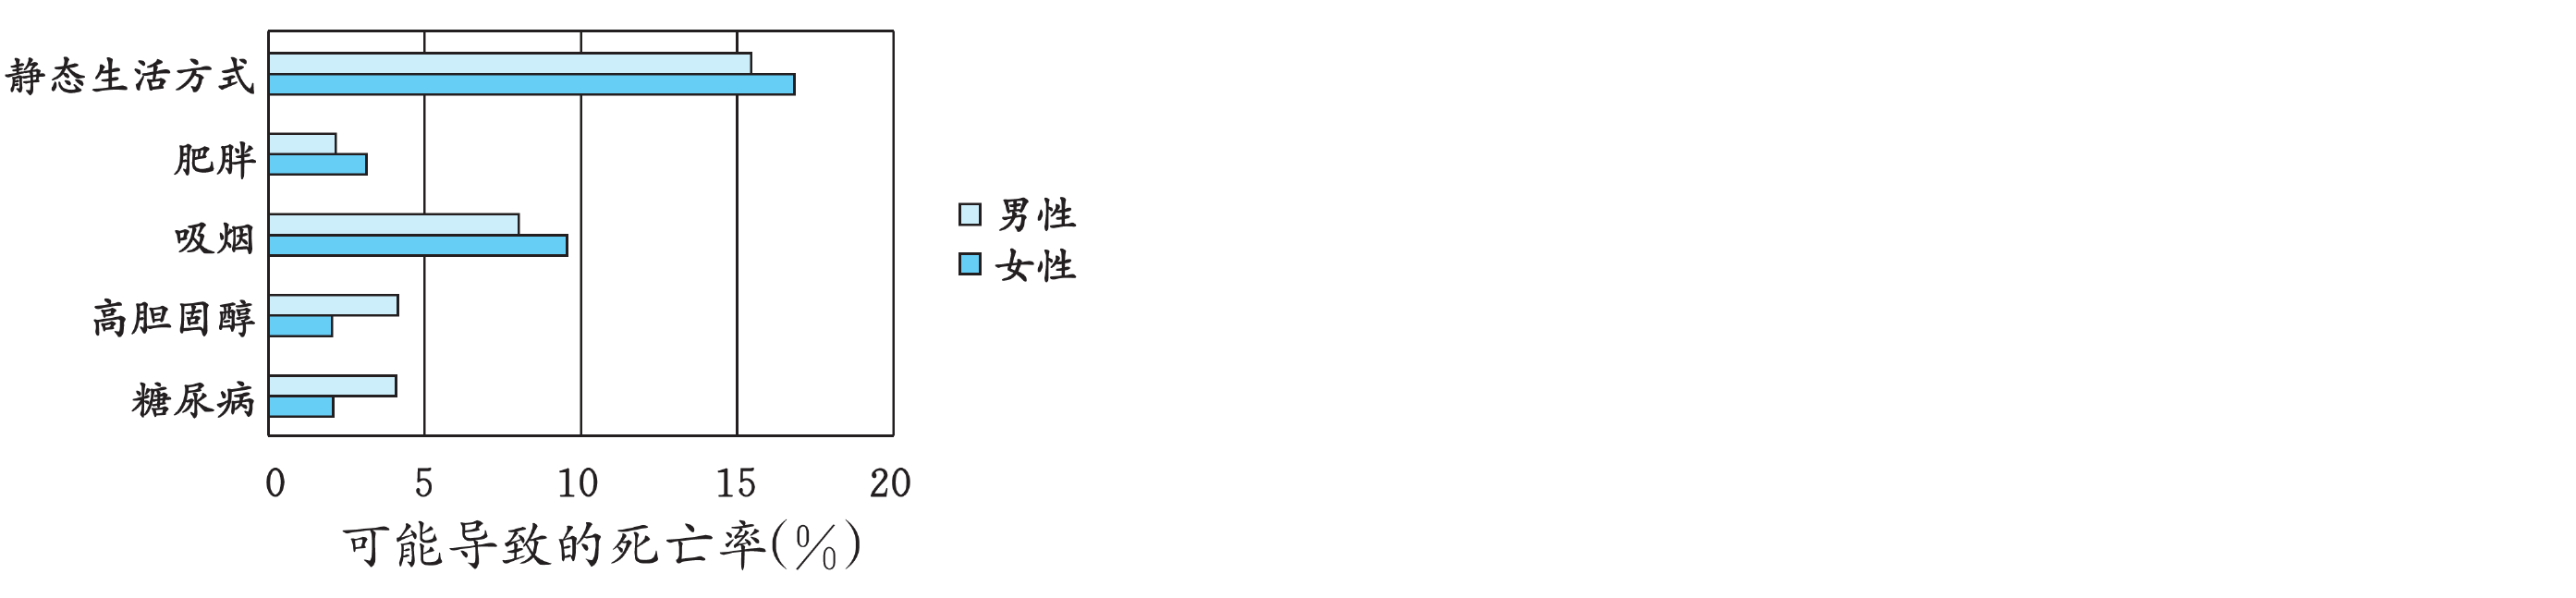 静态生活方式
肥胖
吸烟
高胆固醇
糖尿病
0 5 10 15 20
可能导致的死亡率(%)
男性
女性